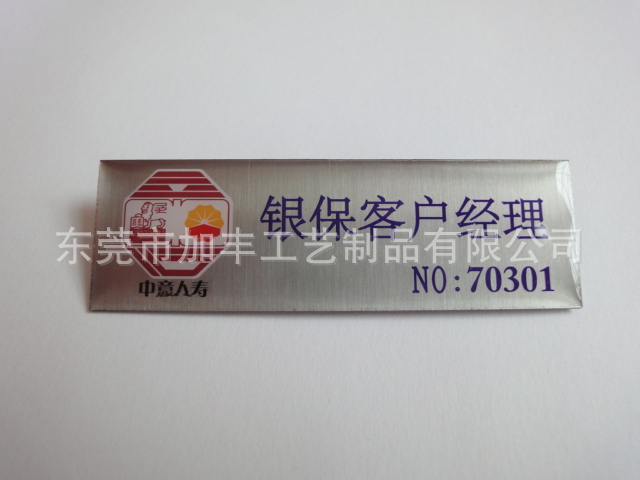 银保客户经理
东莞市加丰工艺制品有限公司
中意人寿
NO:70301